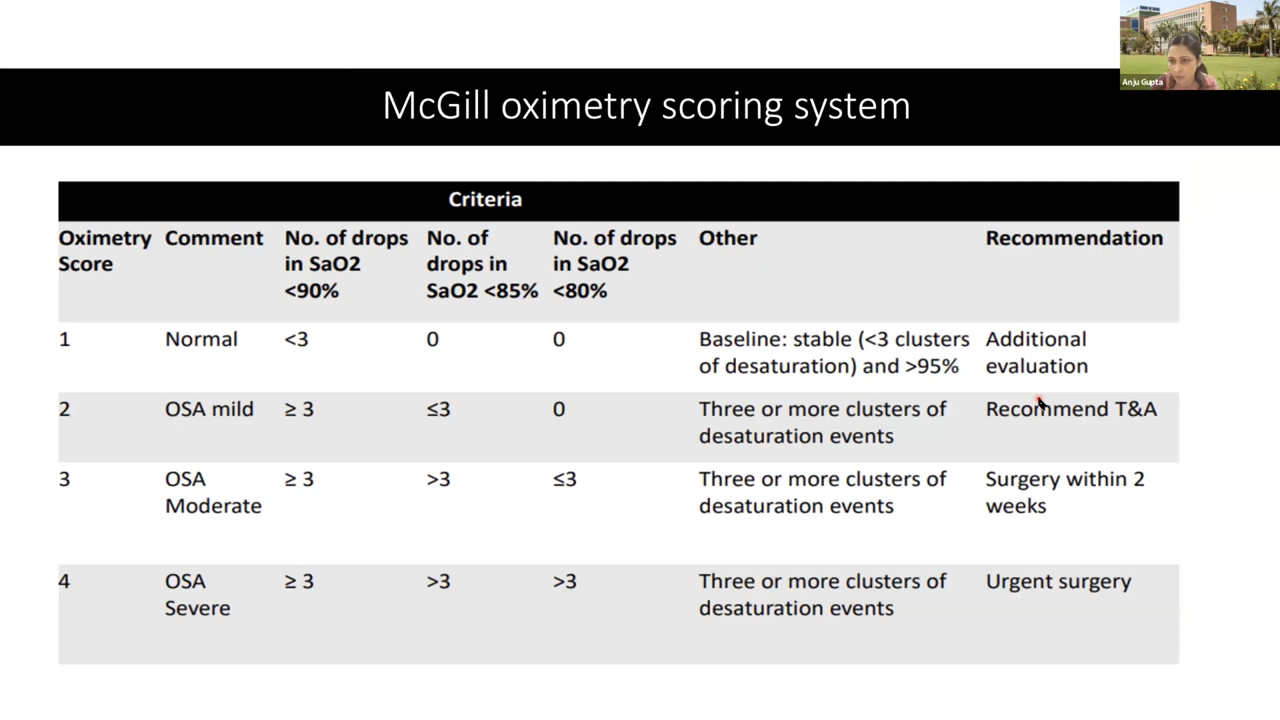 Anju Gupta
McGill oximetry scoring system
Criteria
Oximetry Score Comment No. of drops in SaO2 <90% No. of drops in SaO2 <85% No. of drops in SaO2 <80% Other Recommendation
1 Normal <3 0 0 Baseline: stable (<3 clusters of desaturation) and >95% Additional evaluation
2 OSA mild ≥ 3 ≤3 0 Three or more clusters of desaturation events Recommend T&A
3 OSA Moderate ≥ 3 >3 ≤3 Three or more clusters of desaturation events Surgery within 2 weeks
4 OSA Severe ≥ 3 >3 >3 Three or more clusters of desaturation events Urgent surgery